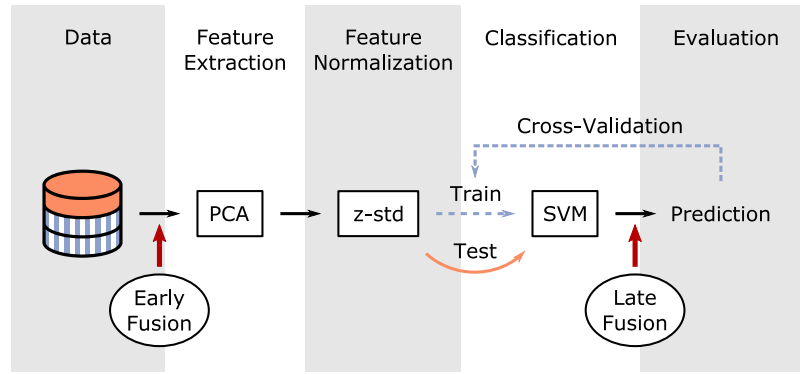 Data
Feature
Extraction
Feature
Normalization
Classification
Evaluation
Cross-Validation
Train
PCA
z-std
SVM
Prediction
Test
Early
Fusion
Late
Fusion